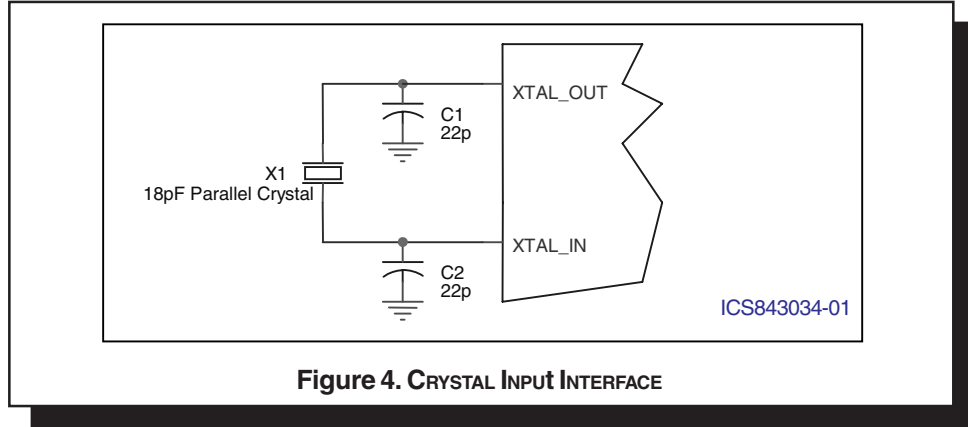 XTAL_OUT
C1
22p
X1
18pF Parallel Crystal
XTAL_IN
C2
22p
ICS843034-01
Figure 4. CRYSTAL INPUt INTERFACE